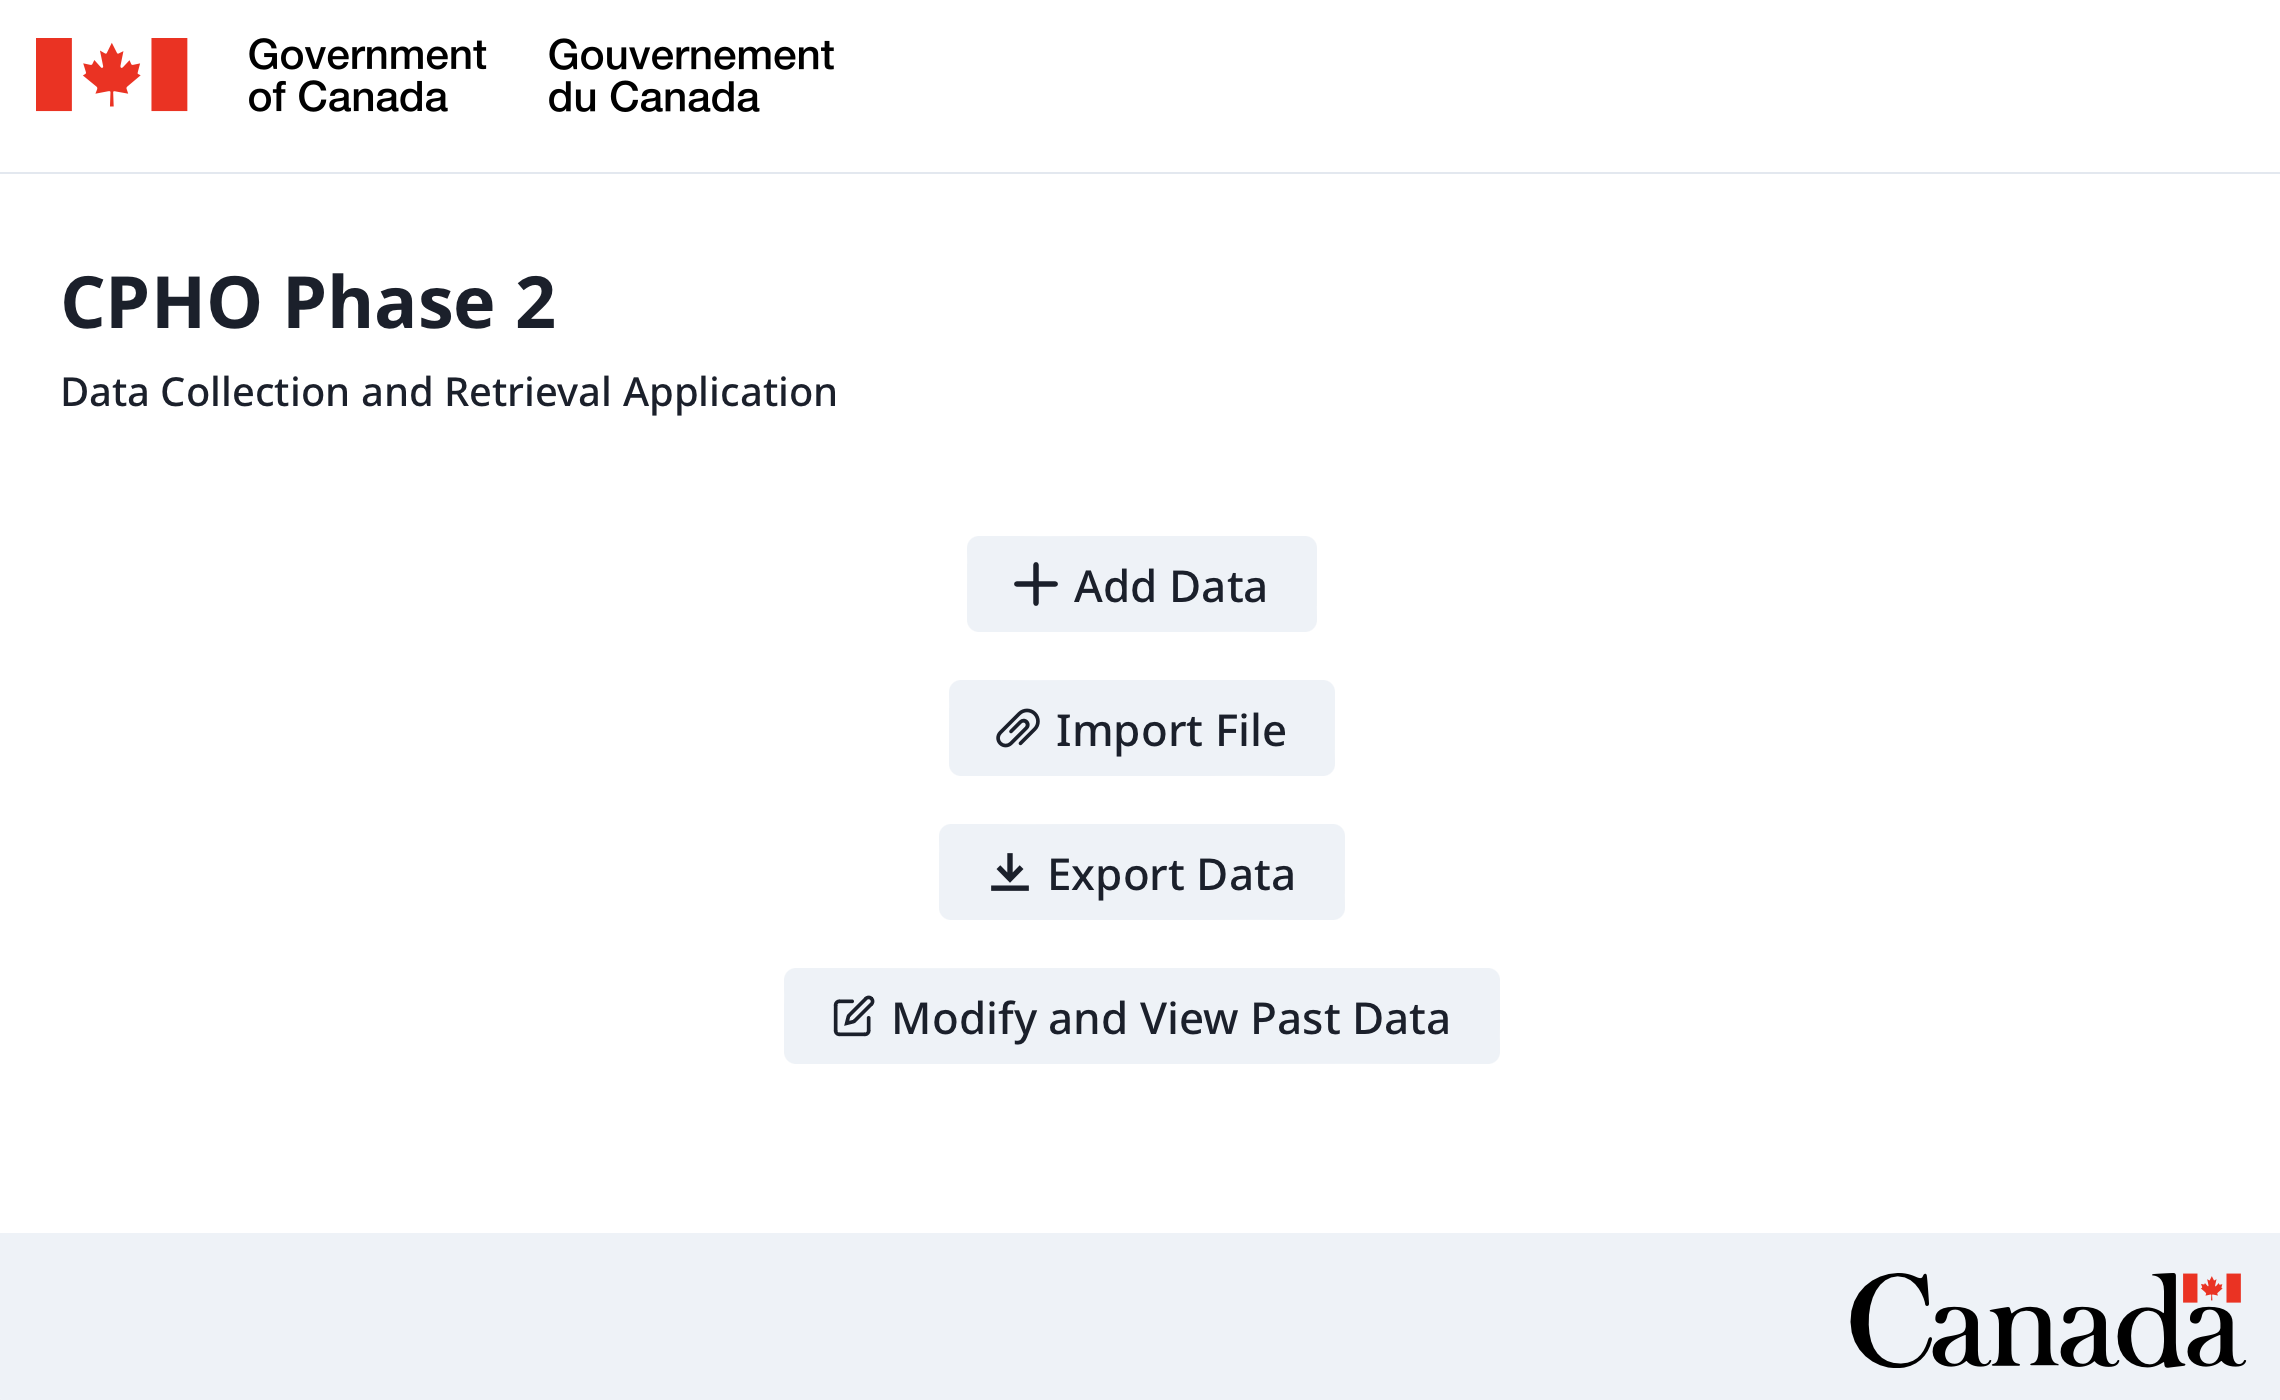 Government
of Canada
Gouvernement
du Canada
CPHO Phase 2
Data Collection and Retrieval Application
Add Data
Import File
Export Data
Modify and View Past Data
Canada